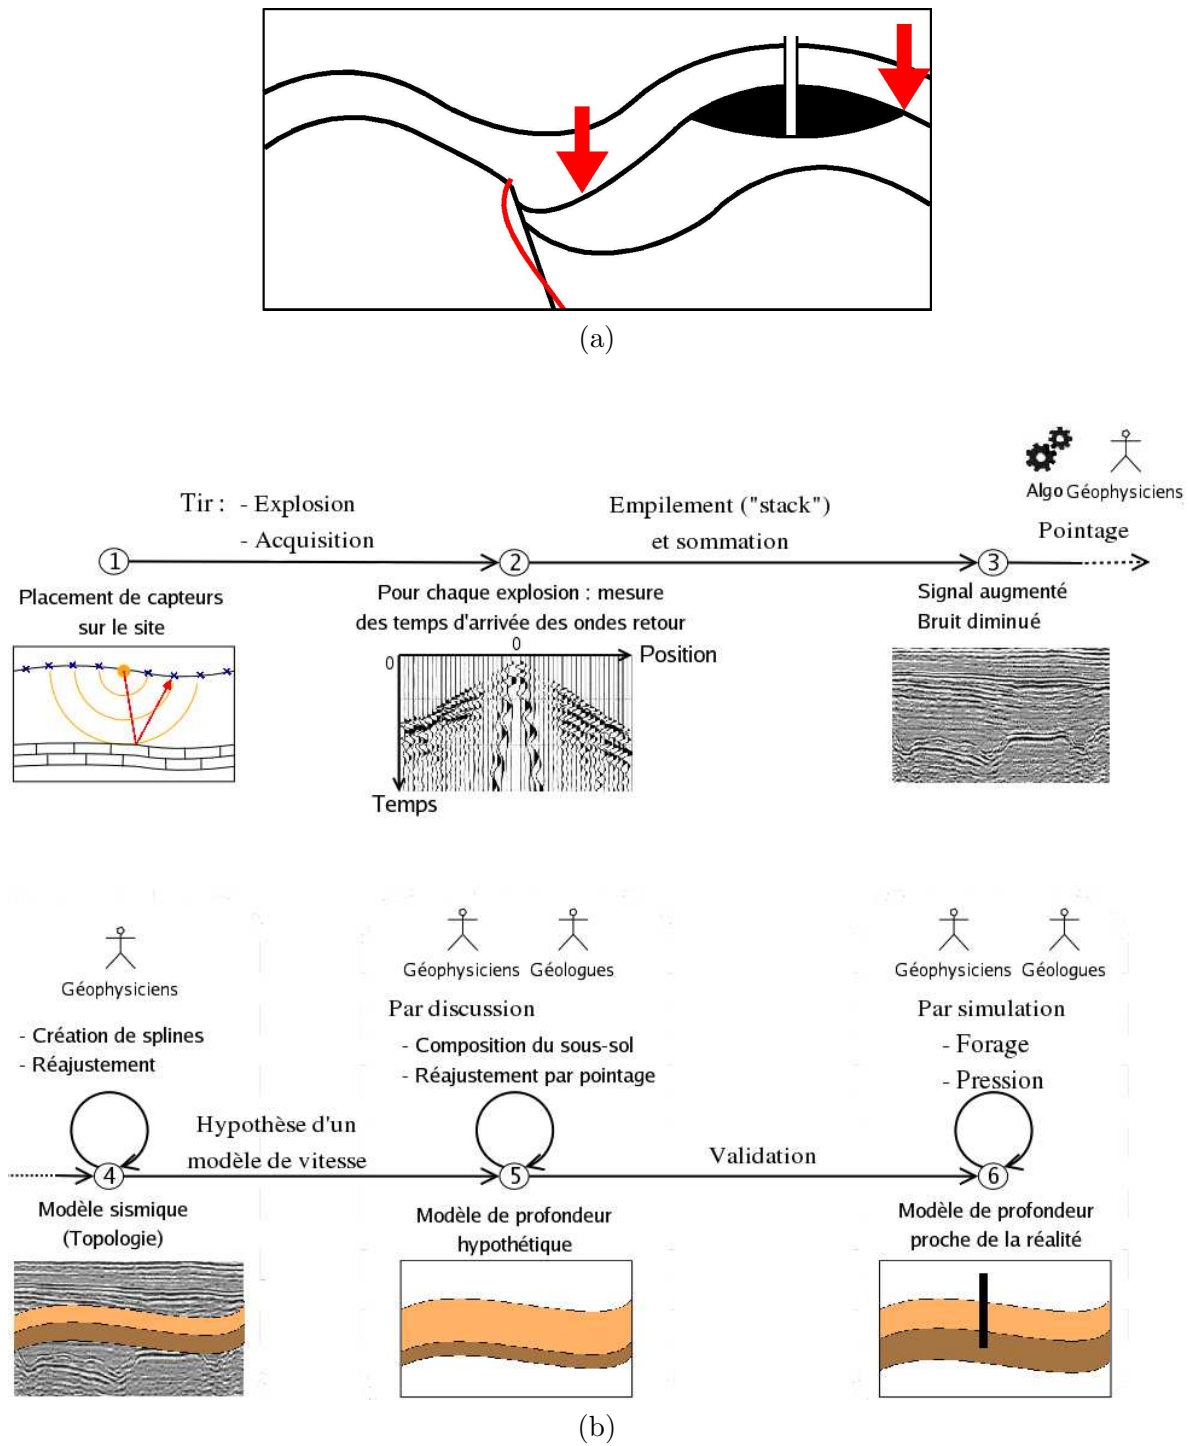 (a)
Algo Géophysiciens
Tir : - Explosion
- Acquisition
Empilement ("stack")
et sommation
Pointage
1
2
3
Placement de capteurs
sur le site
Pour chaque explosion : mesure
des temps d'arrivée des ondes retour
Signal augmenté
Bruit diminué
0
0
Position
Temps
Géophysiciens
- Création de splines
- Réajustement
Géophysiciens Géologues
Par discussion
- Composition du sous-sol
- Réajustement par pointage
Géophysiciens Géologues
Par simulation
- Forage
- Pression
Hypothèse d'un
modèle de vitesse
Validation
4
5
6
Modèle sismique
(Topologie)
Modèle de profondeur
hypothétique
Modèle de profondeur
proche de la réalité
(b)